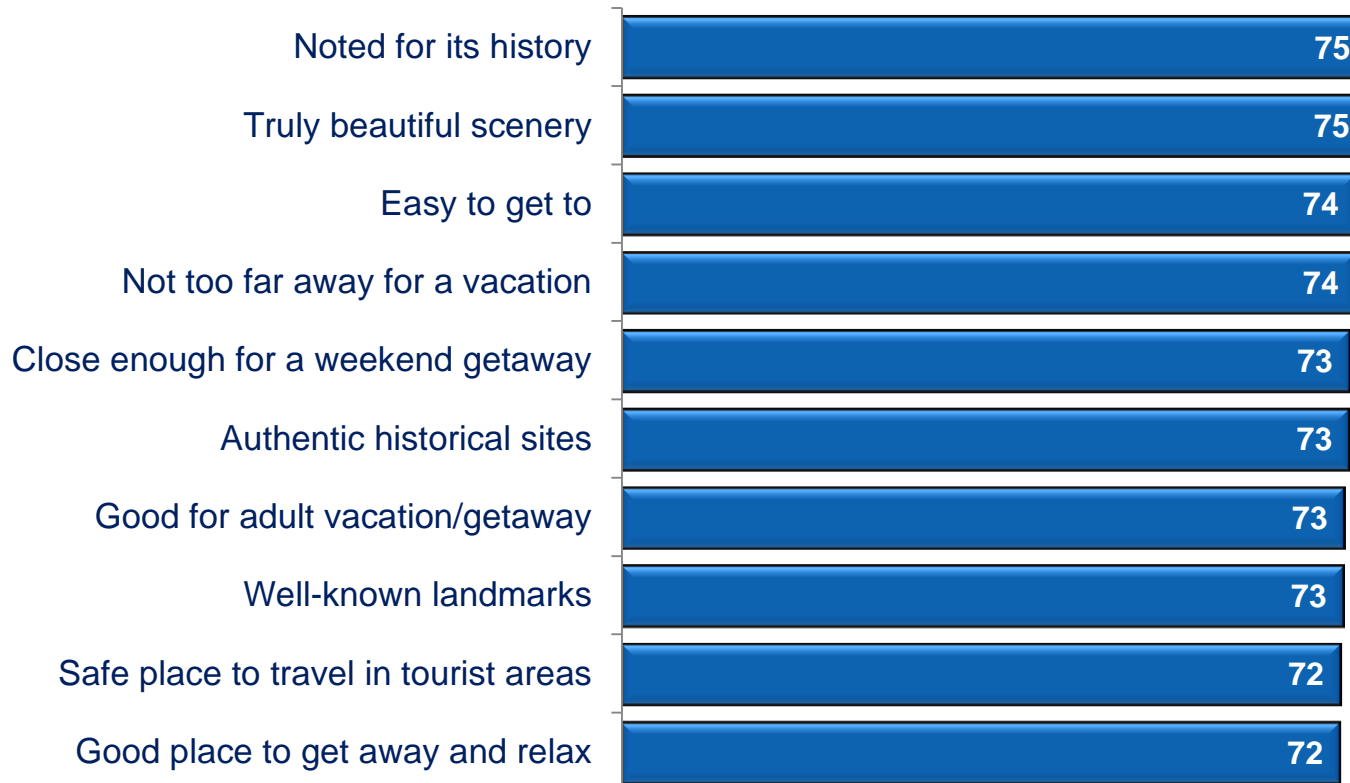 Noted for its history 75
Truly beautiful scenery 75
Easy to get to 74
Not too far away for a vacation 74
Close enough for a weekend getaway 73
Authentic historical sites 73
Good for adult vacation/getaway 73
Well-known landmarks 73
Safe place to travel in tourist areas 72
Good place to get away and relax 72